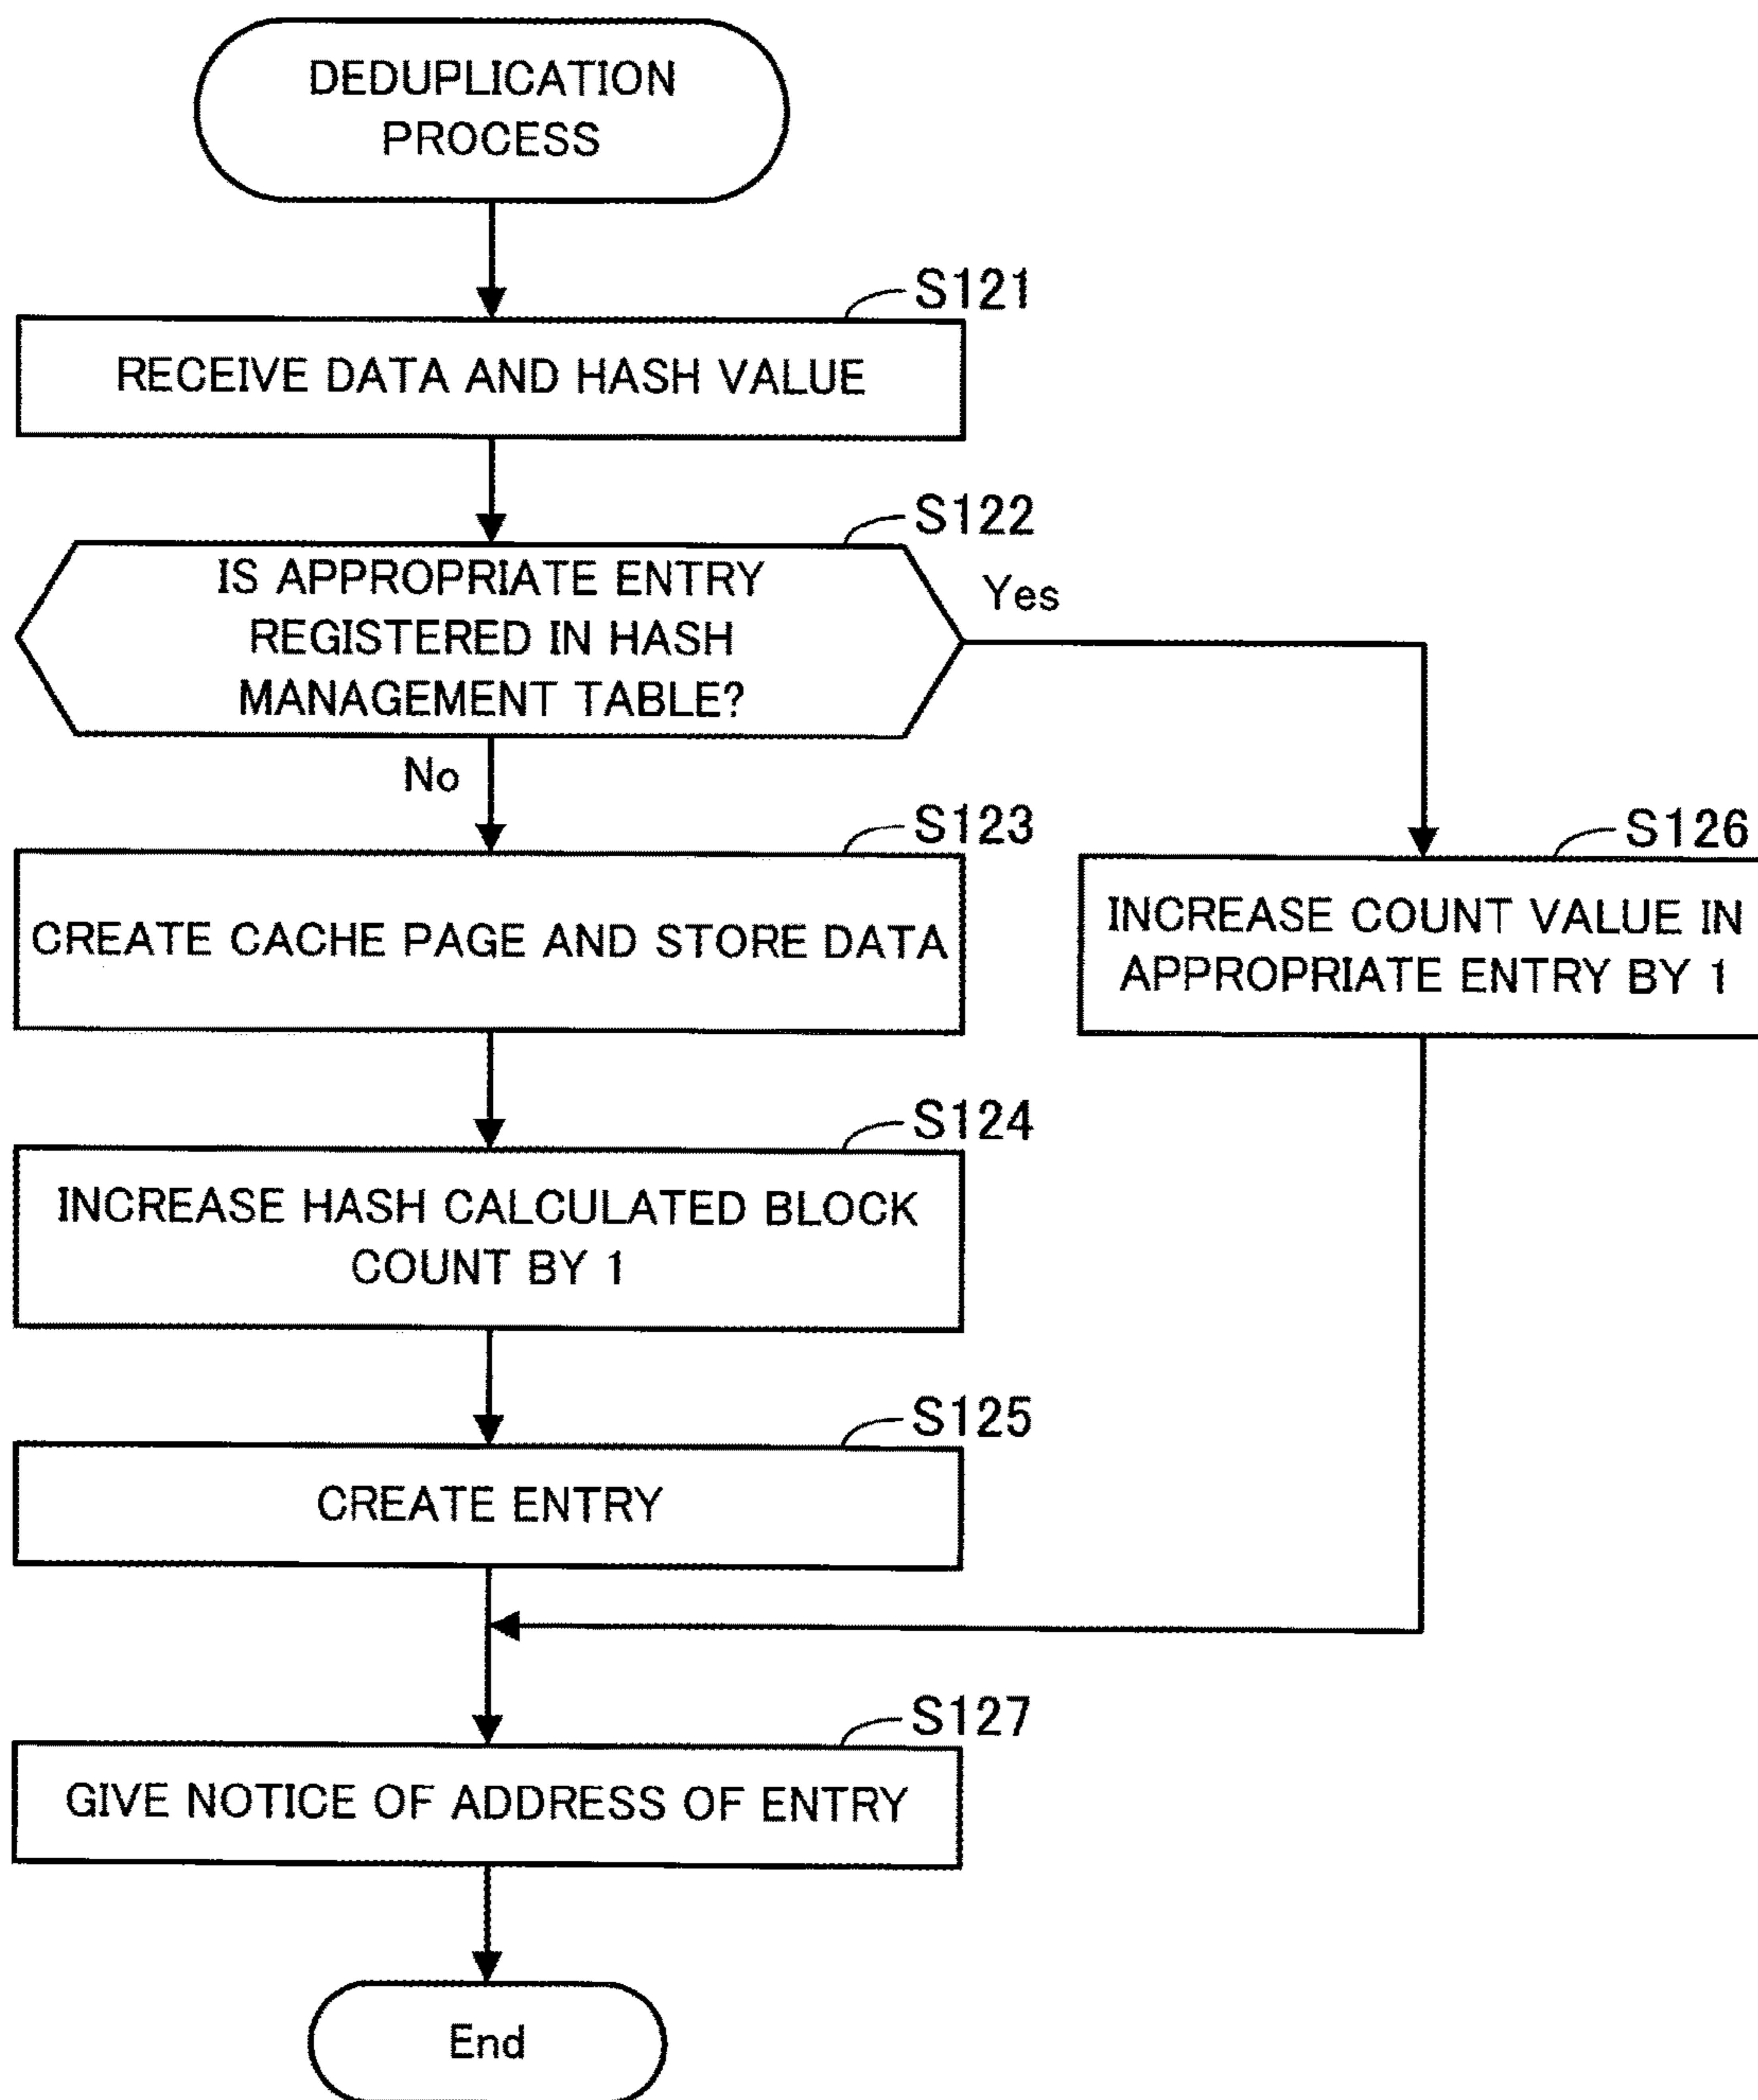 DEDUPLICATION
PROCESS
S121
RECEIVE DATA AND HASH VALUE
S122
IS APPROPRIATE ENTRY
REGISTERED IN HASH
MANAGEMENT TABLE?
Yes
No
S123
CREATE CACHE PAGE AND STORE DATA
S126
INCREASE COUNT VALUE IN
APPROPRIATE ENTRY BY 1
S124
INCREASE HASH CALCULATED BLOCK
COUNT BY 1
S125
CREATE ENTRY
S127
GIVE NOTICE OF ADDRESS OF ENTRY
End